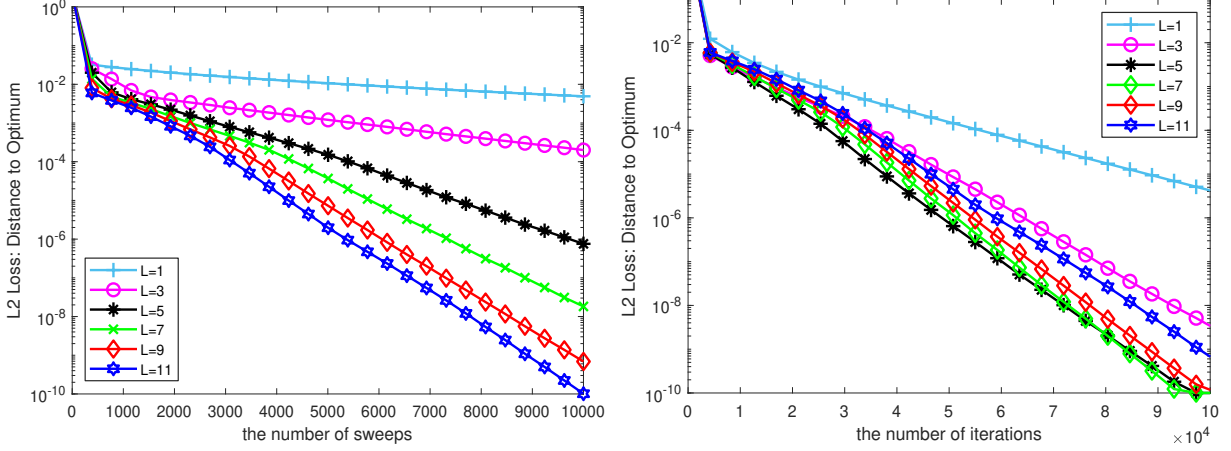 L2 Loss: Distance to Optimum
10^0
10^-2
10^-4
10^-6
10^-8
10^-10
L=1
L=3
L=5
L=7
L=9
L=11
0 1000 2000 3000 4000 5000 6000 7000 8000 9000 10000
the number of sweeps
L2 Loss: Distance to Optimum
10^-2
10^-4
10^-6
10^-8
10^-10
L=1
L=3
L=5
L=7
L=9
L=11
0 1 2 3 4 5 6 7 8 9 10
the number of iterations
×10^4